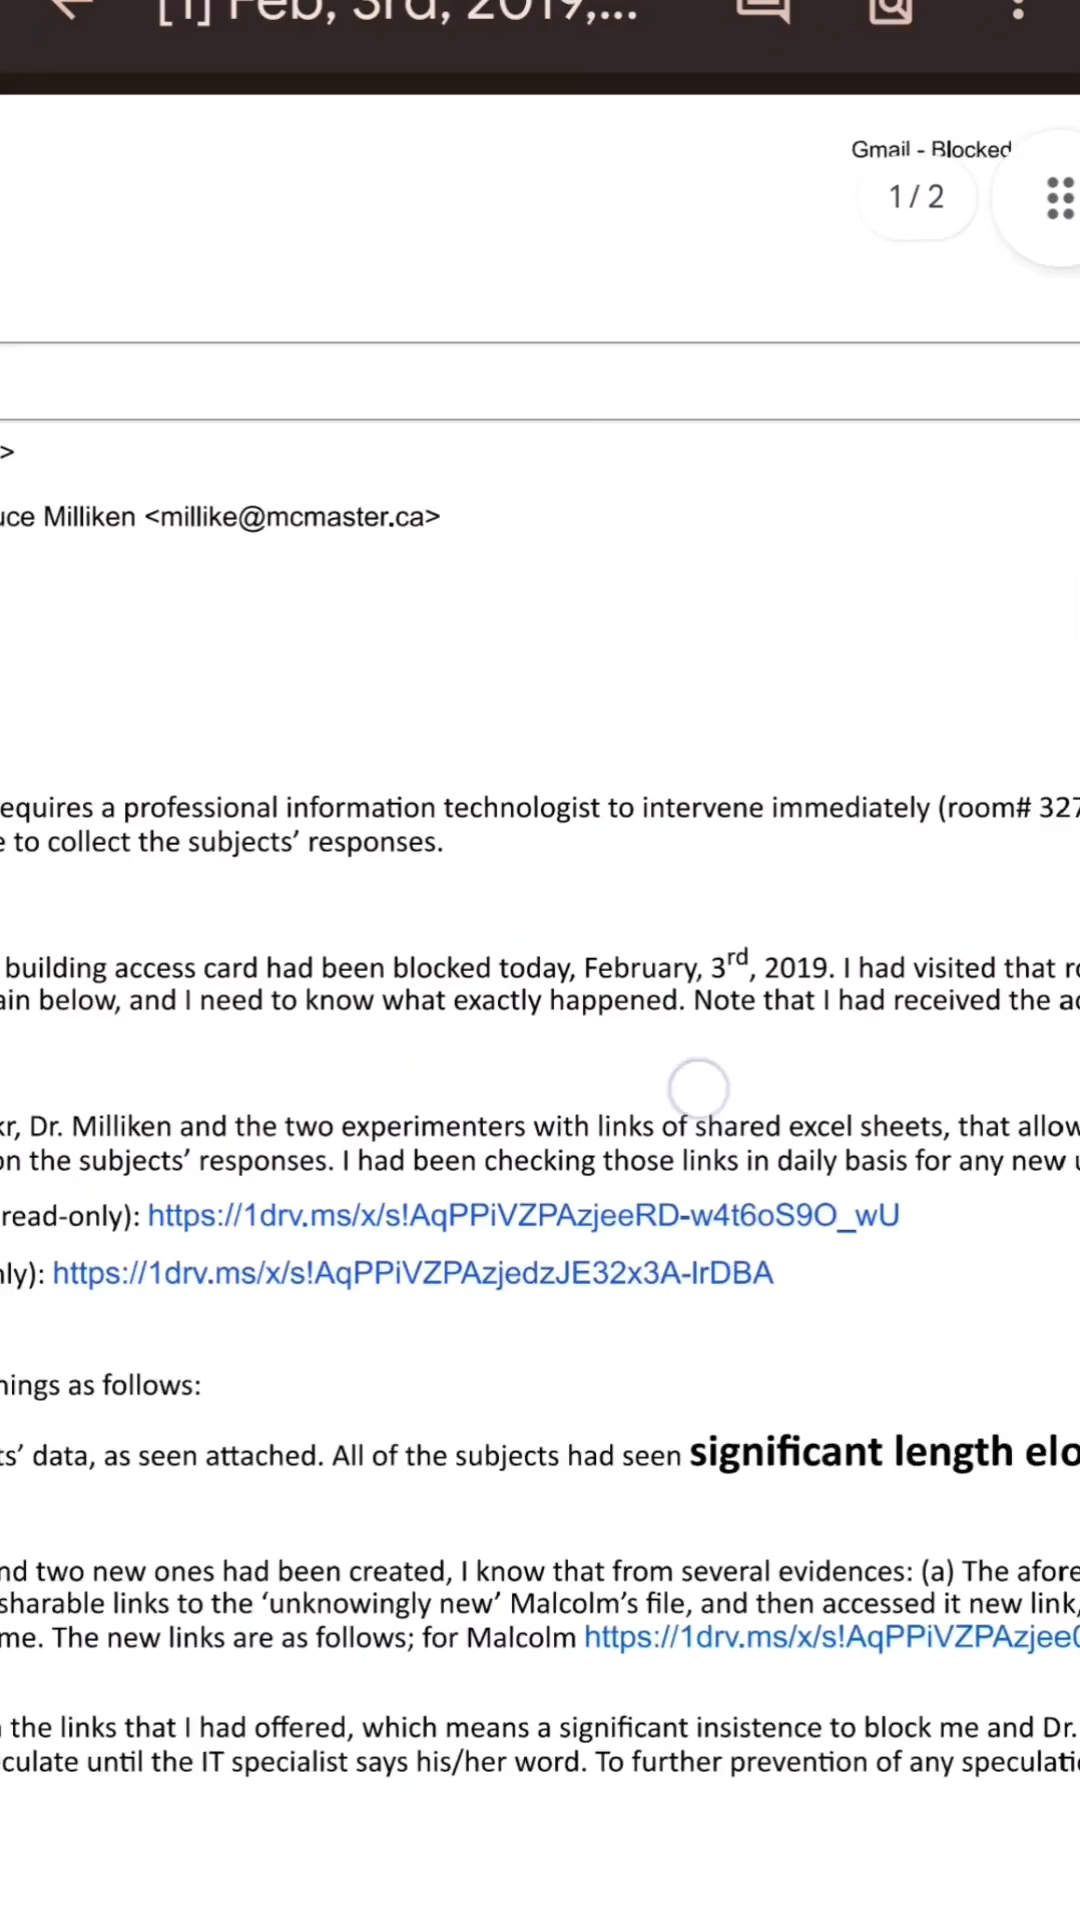 [1] Feb, 3rd, 2019,...
Gmail - Blocked
1 / 2
>
uce Milliken <millike@mcmaster.ca>
equires a professional information technologist to intervene immediately (room# 327
e to collect the subjects’ responses.
building access card had been blocked today, February, 3rd, 2019. I had visited that
ain below, and I need to know what exactly happened. Note that I had received the
kr, Dr. Milliken and the two experimenters with links of shared excel sheets, that allow
on the subjects’ responses. I had been checking those links in daily basis for any new
read-only): https://1drv.ms/x/s!AqPPiVZPAzjeeRD-w4t6oS9O_wU
nly): https://1drv.ms/x/s!AqPPiVZPAzjedzJE32x3A-IrDBA
hings as follows:
ts’ data, as seen attached. All of the subjects had seen significant length elo
nd two new ones had been created, I know that from several evidences: (a) The afore
sharable links to the ‘unknowingly new’ Malcolm’s file, and then accessed it new link,
me. The new links are as follows; for Malcolm https://1drv.ms/x/s!AqPPiVZPAzjee
the links that I had offered, which means a significant insistence to block me and Dr.
culate until the IT specialist says his/her word. To further prevention of any speculati